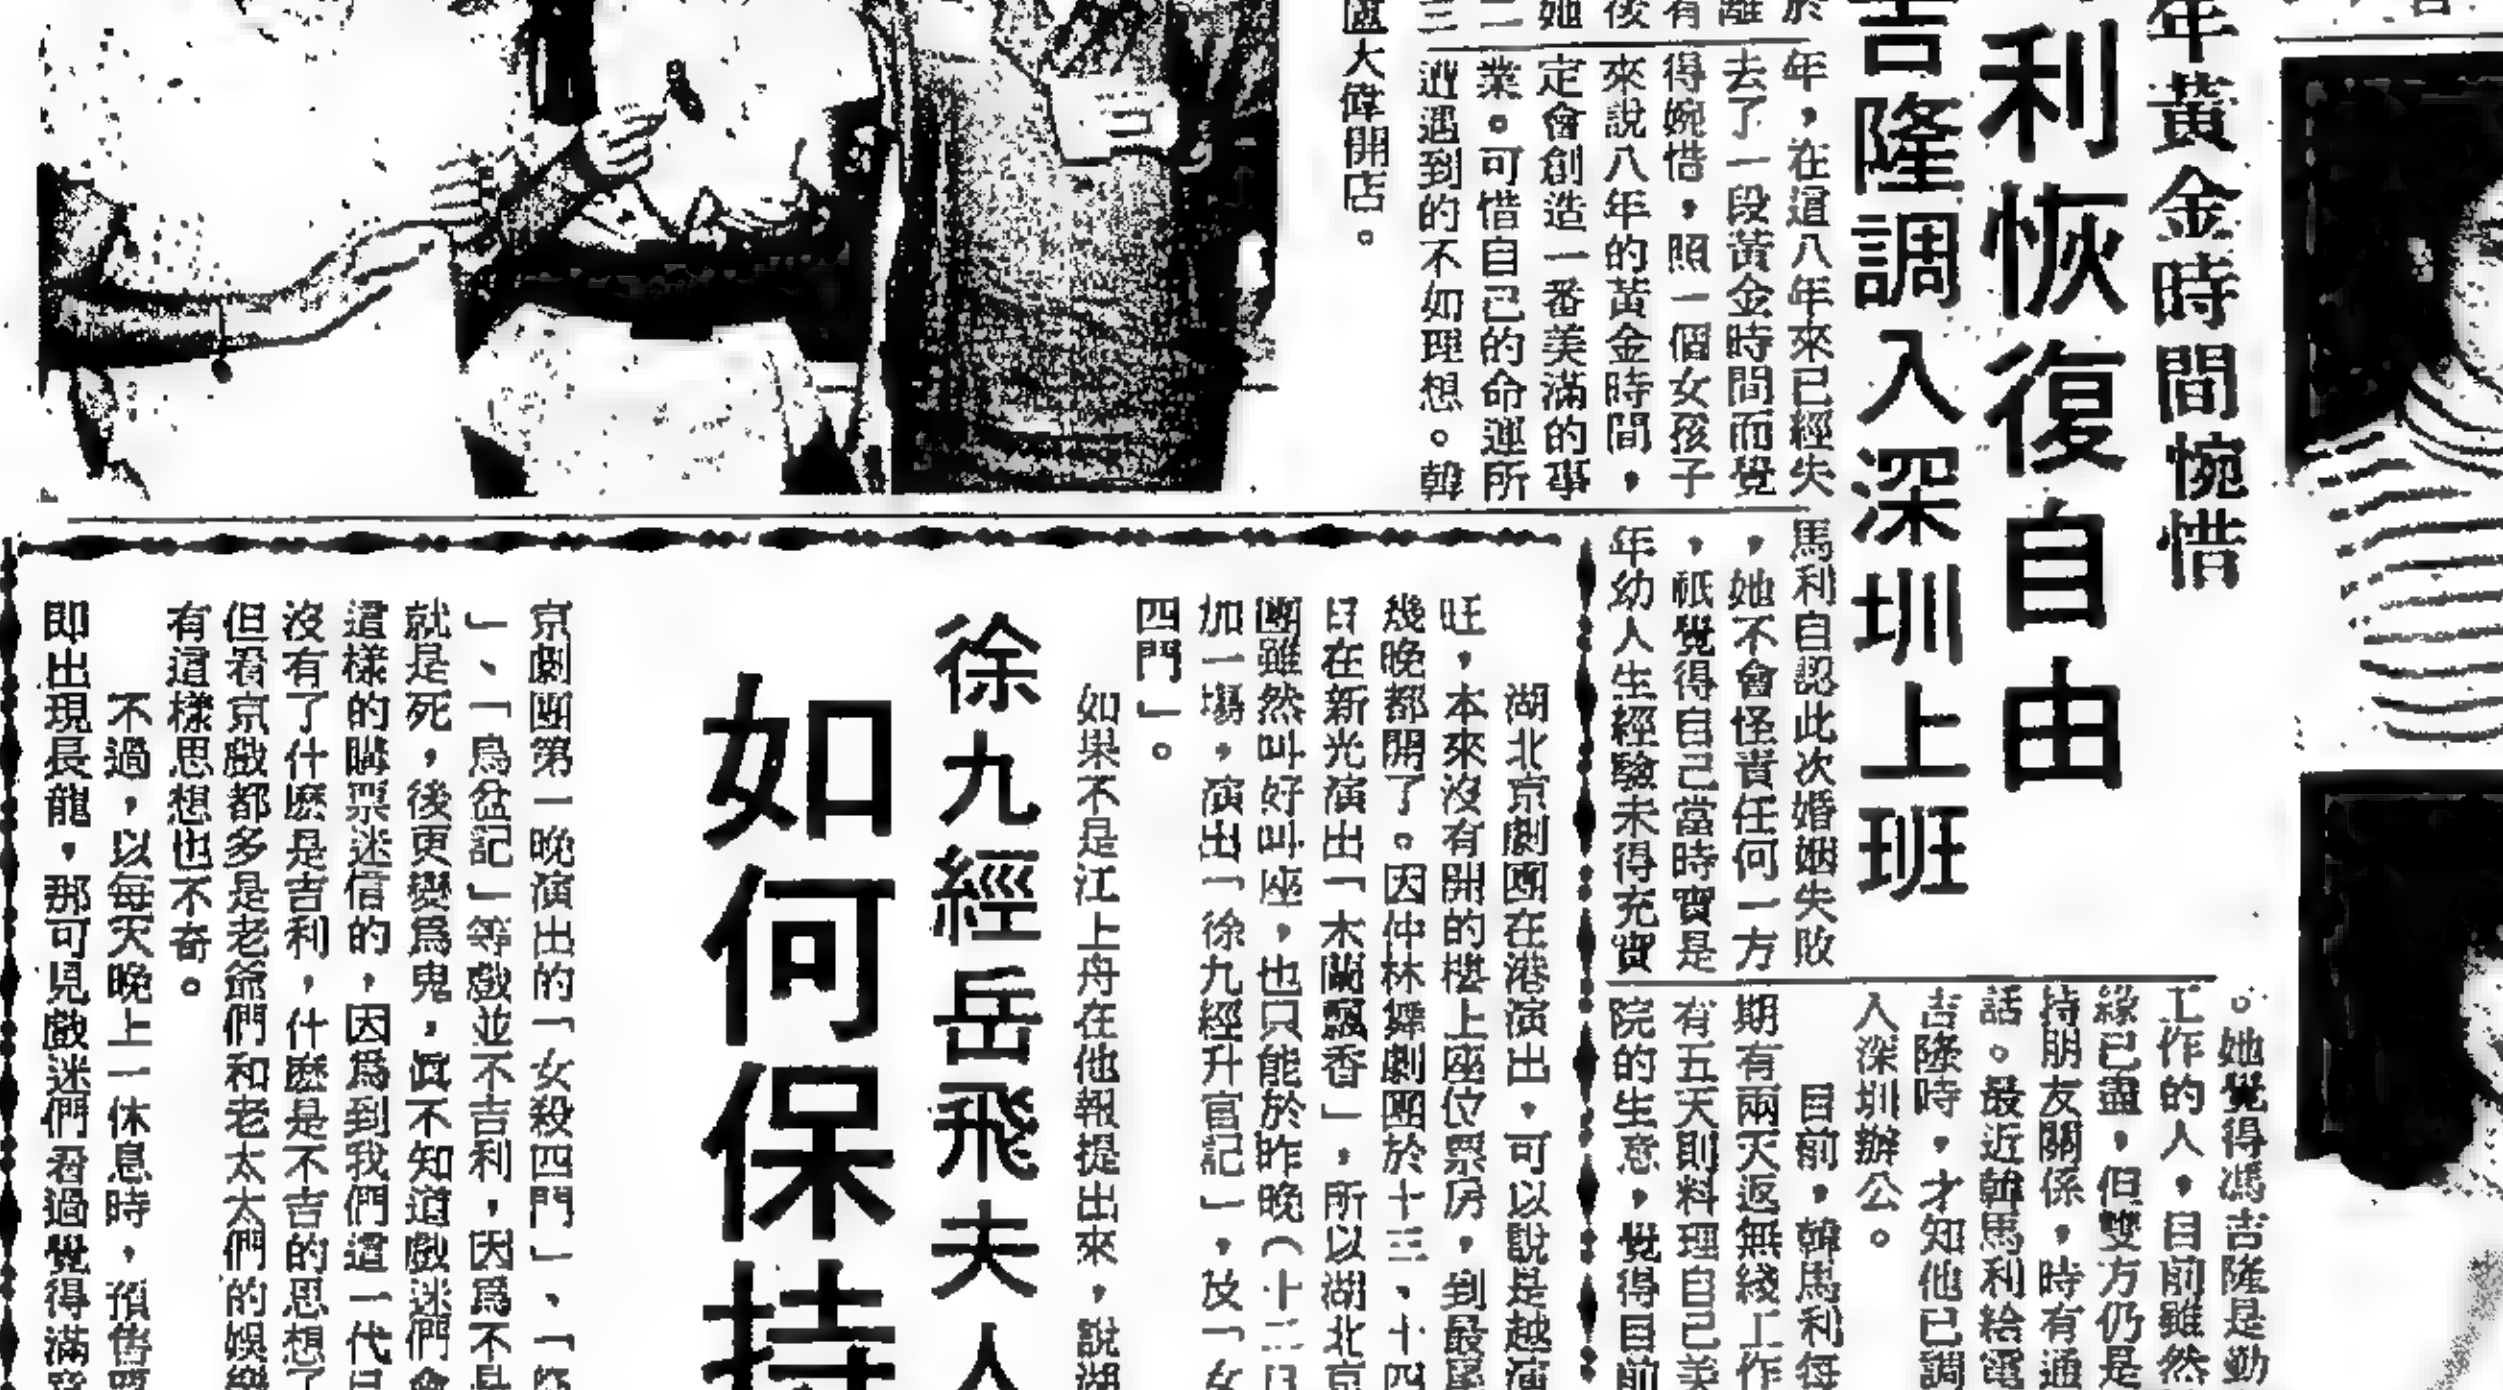 年黃金時間惋惜
利恢復自由
吉隆調入深圳上班
年，在這八年來已經失
去了一段黃金時間而覺
得婉惜，照一個女孩子
來說八年的黃金時間，
定會創造一番美滿的事
業。可惜自己的命運所
遭遇到的不如理想。韓
大偉開店。
馬利自認此次婚姻失敗
，她不會怪責任何一方
，祇覺得自己當時實是
年幼人生經驗未得充實
。她覺得馮吉隆是勤
工作的人，目前雖然
緣已盡，但雙方仍是
持朋友關係，時有通
話。最近韓馬利給電
吉隆時，才知他已調
入深圳辦公。
目前，韓馬利每
期有兩天返無綫工作
有五天則料理自己美
院的生意，覺得目前
湖北京劇團在港演出，可以說是越演
旺，本來沒有開的樓上座位票房，到最尾
幾晚都開了。因仲林舞劇團於十三、十四
日在新光演出「木蘭飄香」，所以湖北京
團雖然叫好叫座，也只能於昨晚（十二日
加一場，演出「徐九經升官記」，及「女
四門」。
如果不是江上舟在他報提出來，說湖
徐九經岳飛夫人
如何保持
京劇團第一晚演出的「女殺四門」、「
」、「烏盆記」等戲並不吉利，因爲不是
就是死，後更變爲鬼，眞不知道戲迷們會
這樣的購票迷信的，因爲到我們這一代已
沒有了什麽是吉利，什麽是不吉的思想了
但看京戲都多是老爺們和老太太們的娛樂
有這樣思想也不奇。
不過，以每天晚上一休息時，預售票
即出現長龍，那可見戲迷們看過覺得滿意